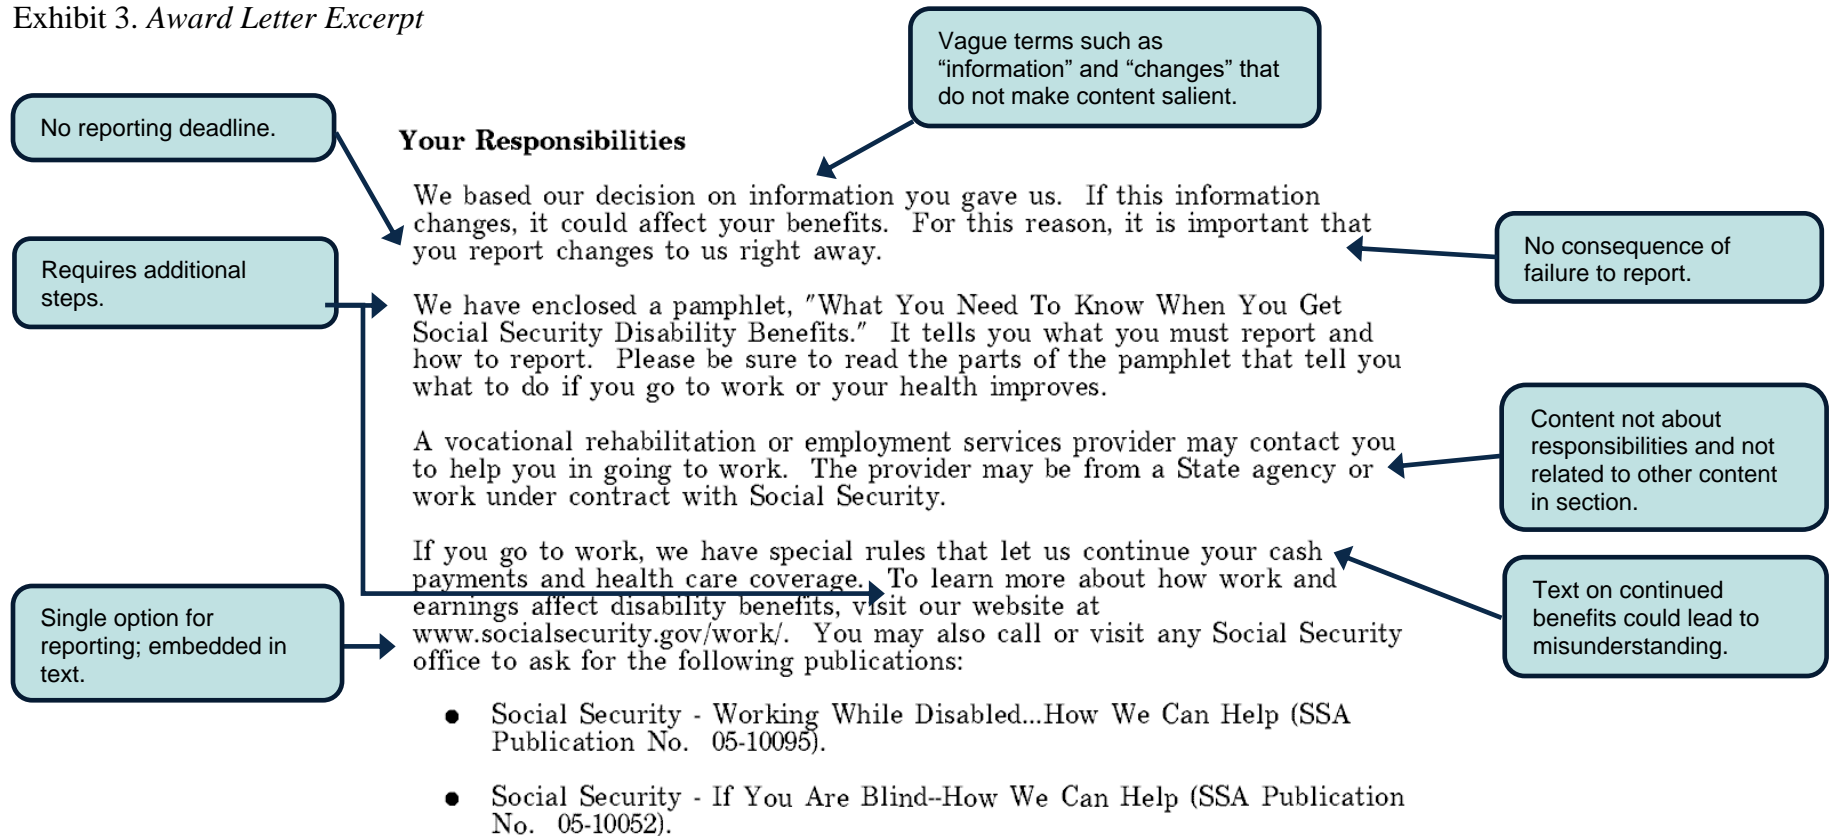 Exhibit 3. Award Letter Excerpt
Vague terms such as
“information” and “changes” that
do not make content salient.
No reporting deadline.
Your Responsibilities
We based our decision on information you gave us.  If this information
changes, it could affect your benefits.  For this reason, it is important that
you report changes to us right away.
No consequence of
failure to report.
Requires additional
steps.
We have enclosed a pamphlet, "What You Need To Know When You Get
Social Security Disability Benefits."  It tells you what you must report and
how to report.  Please be sure to read the parts of the pamphlet that tell you
what to do if you go to work or your health improves.
Content not about
responsibilities and not
related to other content
in section.
A vocational rehabilitation or employment services provider may contact you
to help you in going to work.  The provider may be from a State agency or
work under contract with Social Security.
If you go to work, we have special rules that let us continue your cash
payments and health care coverage.  To learn more about how work and
earnings affect disability benefits, visit our website at
www.socialsecurity.gov/work/.  You may also call or visit any Social Security
office to ask for the following publications:
Text on continued
benefits could lead to
misunderstanding.
Single option for
reporting; embedded in
text.
● Social Security - Working While Disabled...How We Can Help (SSA
Publication No.  05-10095).
● Social Security - If You Are Blind--How We Can Help (SSA Publication
No.  05-10052).